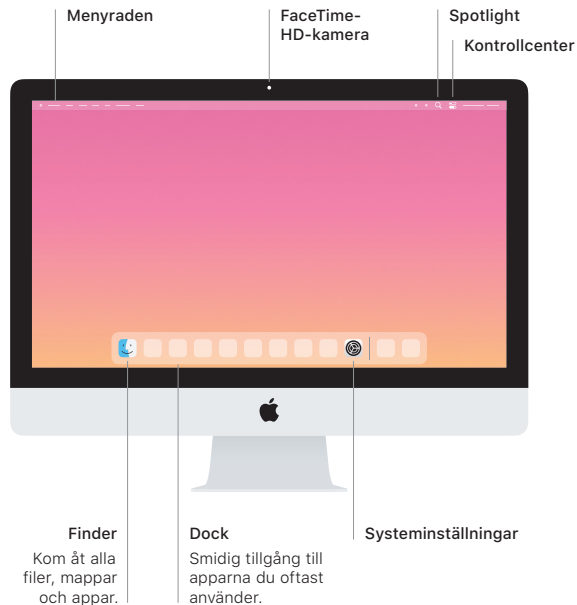 Menyraden
FaceTime-
HD-kamera
Spotlight
Kontrollcenter
Finder
Kom åt alla
filer, mappar
och appar.
Dock
Smidig tillgång till
apparna du oftast
använder.
Systeminställningar